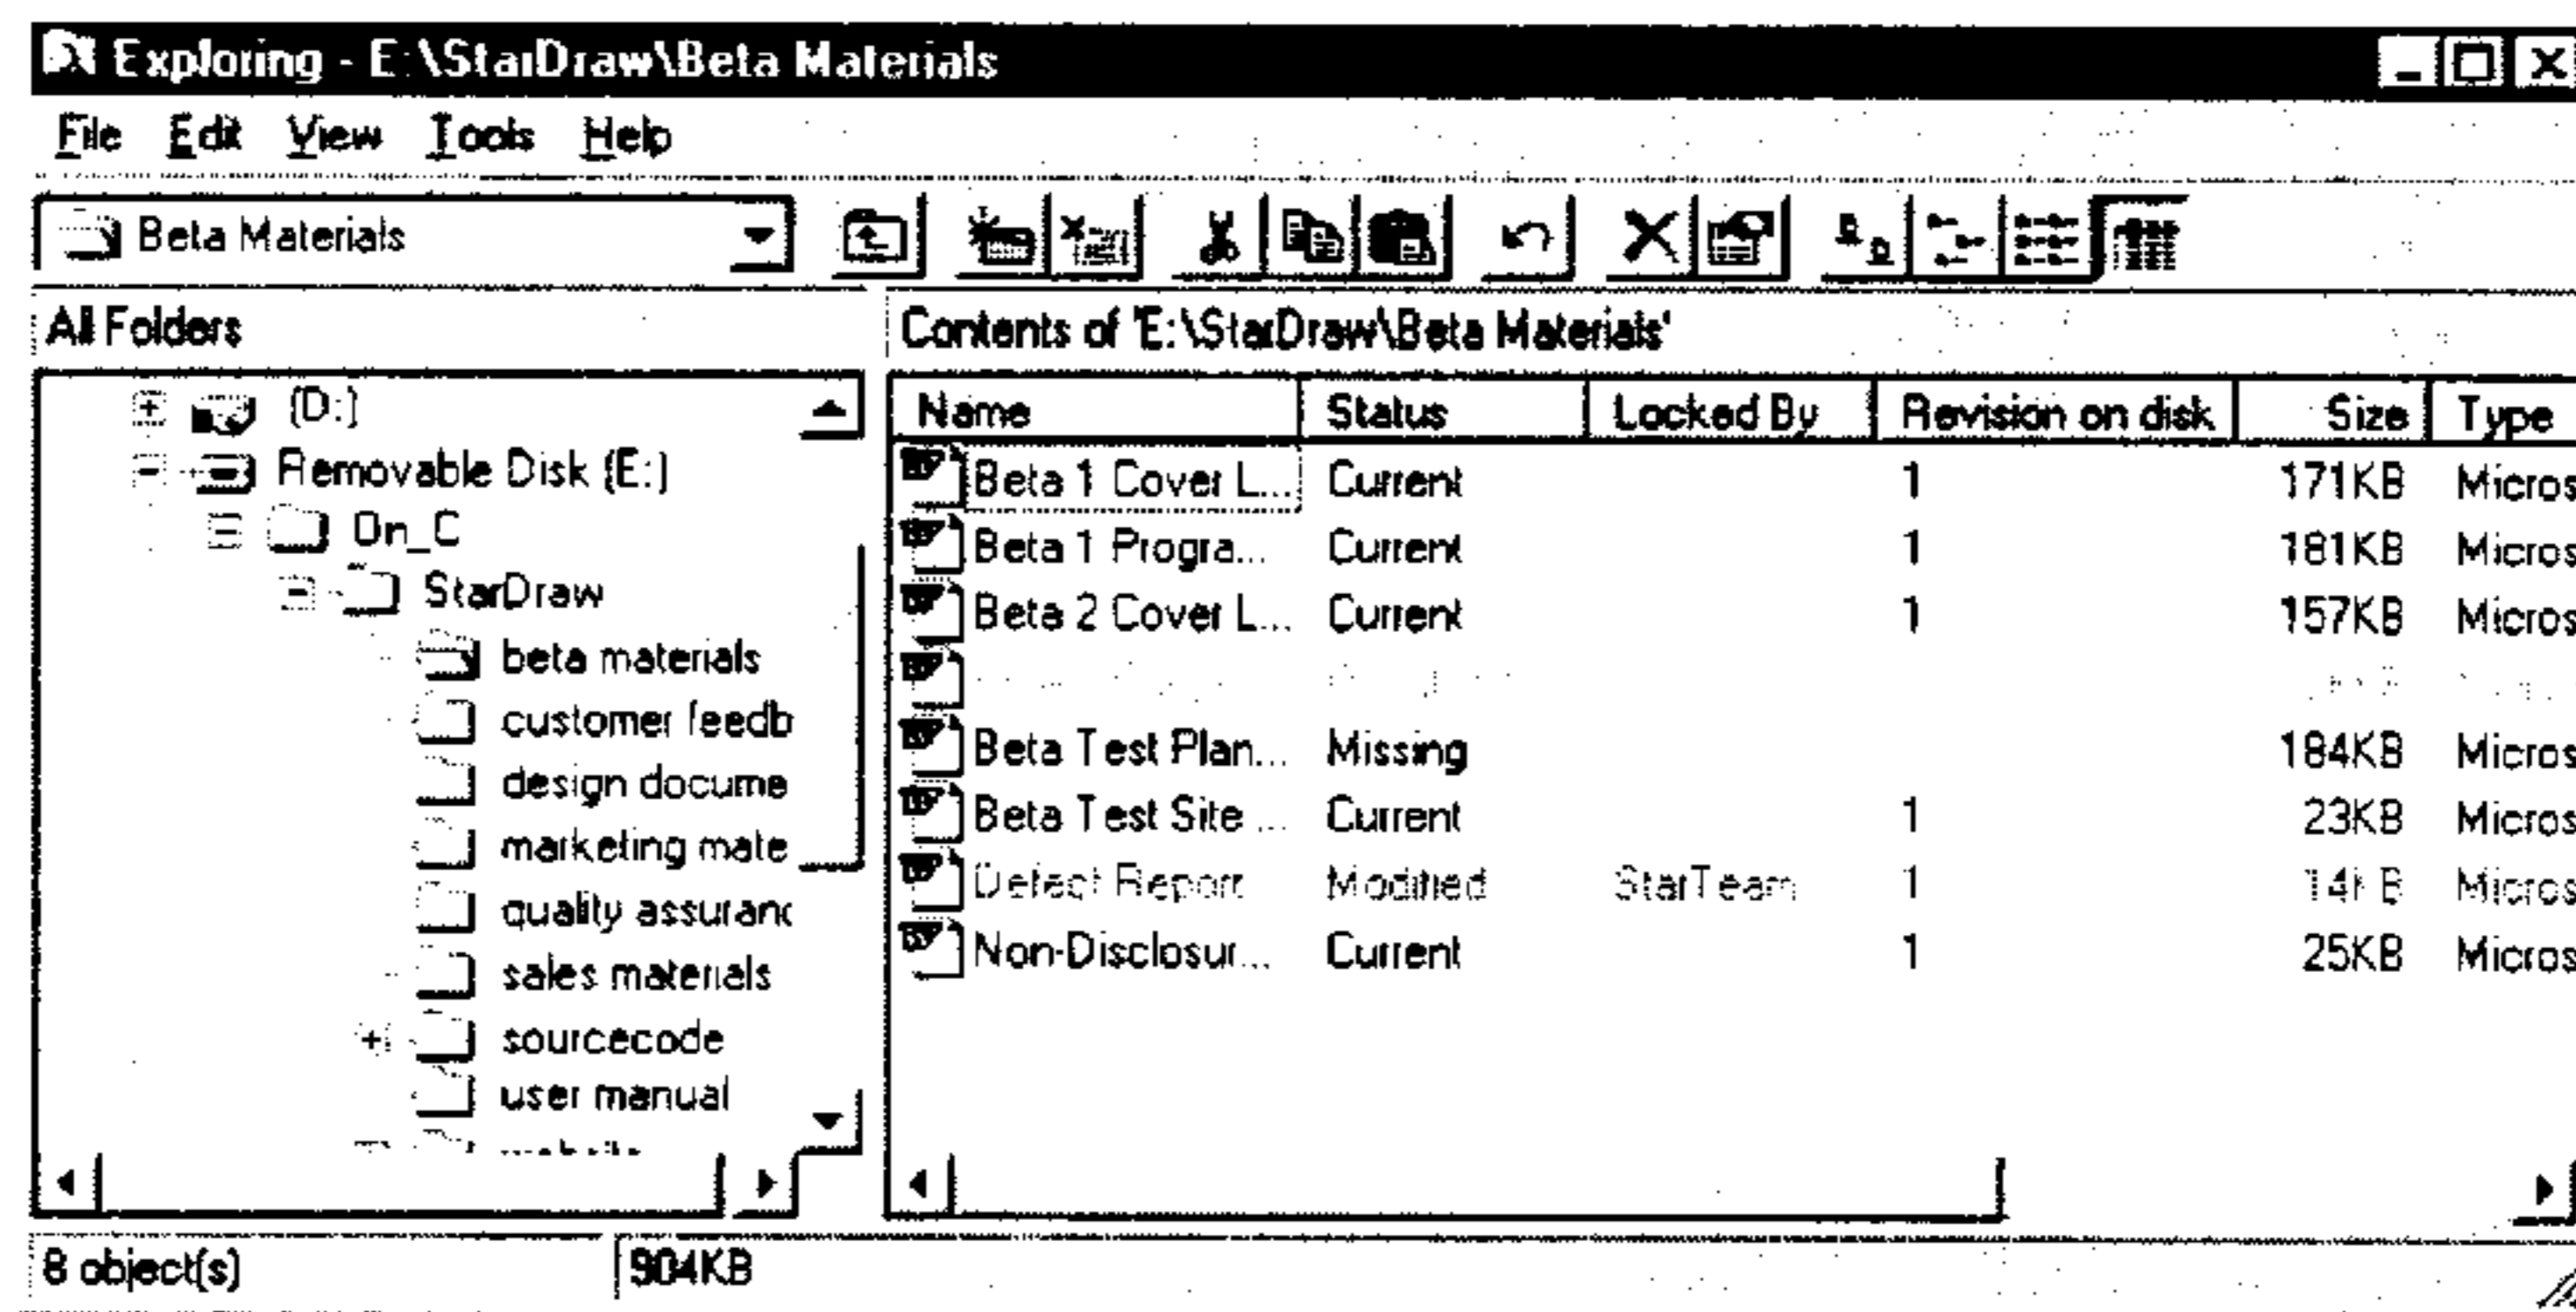 Exploring - E:\StarDraw\Beta Materials
File Edit View Tools Help
Beta Materials
All Folders
Contents of 'E:\StarDraw\Beta Materials'
(D:)
Removable Disk (E:)
On_C
StarDraw
beta materials
customer feedb
design docume
marketing mate
quality assuranc
sales materials
sourcecode
user manual
Name Status Locked By Revision on disk Size Type
Beta 1 Cover L... Current 1 171KB Micros
Beta 1 Progra... Current 1 181KB Micros
Beta 2 Cover L... Current 1 157KB Micros
Beta Test Plan... Missing 184KB Micros
Beta Test Site ... Current 1 23KB Micros
Defect Report Modified StarTeam 1 14KB Micros
Non-Disclosur... Current 1 25KB Micros
8 object(s) 904KB